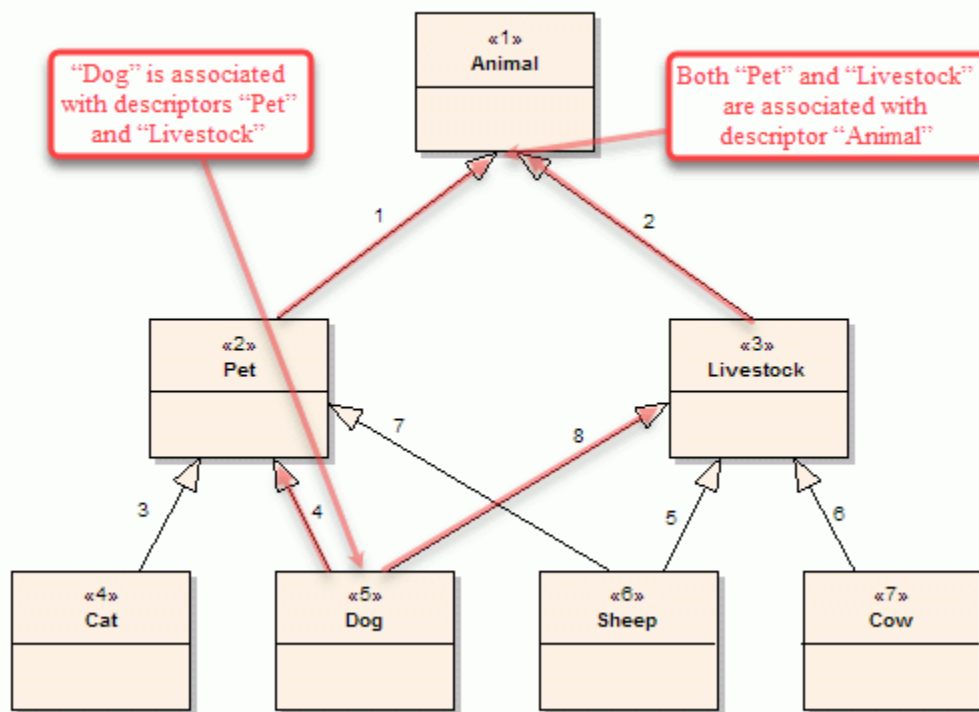 «1»
Animal
“Dog” is associated
with descriptors “Pet”
and “Livestock”
Both “Pet” and “Livestock”
are associated with
descriptor “Animal”
1
2
«2»
Pet
«3»
Livestock
7
8
3
4
5
6
«4»
Cat
«5»
Dog
«6»
Sheep
«7»
Cow